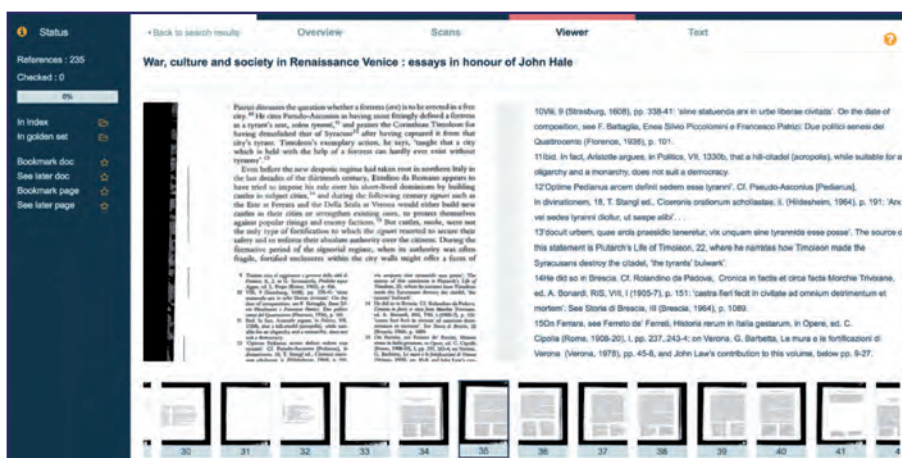 Status
References : 235
Checked : 0
0%
In Index
In golden set
Bookmark doc
See later doc
Bookmark page
See later page
Back to search results
Overview
Scans
Viewer
Text
?
War, culture and society in Renaissance Venice : essays in honour of John Hale
Patrizi discusses the question whether a fortress (arx) is to be erected in a free
city.10 He cites Pseudo-Asconius as having most fittingly defined a fortress
as a tyrant's seat, solere tyranni,11 and praises the Corinthian Timoleon for
having demolished that of Syracuse12 after having captured it from that
city's tyrant. Timoleon's exemplary action, he says, 'taught that a city
which is held with the help of a fortress can hardly ever exist without
tyranny'.13
Even before the new despotic regime had taken root in northern Italy in
the last decades of the thirteenth century, Ezzelino da Romano appears to
have tried to impose his rule over his short-lived dominions by building
castles in subject cities,14 and during the following century signori such as
the Este at Ferrara and the Della Scala at Verona would either build new
castles in their cities or strengthen existing ones, to protect themselves
against popular risings and enemy factions.15 But castles, smoke, were not
the only type of fortification to which the signori resorted to secure their
safety and to enforce their absolute authority over the citizens. During the
formative period of the signorial regime, when its authority was often
fragile, fortified enclosures within the city walls might offer a focus of
10Viii, 9 (Strasburg, 1608), pp. 338-41: 'sine statuenda arx in urbe liberae civitatis'. On the date of
composition, see F. Battaglia, Enea Silvio Piccolomini e Francesco Patrizi: Due politici senesi del
Quattrocento (Florence, 1936), p. 101.
11Ibid. In fact, Aristotle argues, in Politics, VII, 1330b, that a hill-citadel (acropolis), while suitable for a
oligarchy and a monarchy, does not suit a democracy.
12'Optime Pedianus arcem definit sedem esse tyranni'. Cf. Pseudo-Asconius [Pedianus],
In divinationem, 18, T. Stangl ed., Ciceronis orationum scholiastae, ii. (Hildesheim, 1964), p. 191: 'Arx
vel sedes tyranni dicitur, ut saepe alibi'. . .
13'docuit urbem, quae arcis praesidio teneretur, vix unquam sine tyrannide esse posse'. The source o
this statement is Plutarch's Life of Timoleon, 22, where he narrates how Timoleon made the
Syracusans destroy the citadel, 'the tyrants' bulwark'.
14He did so in Brescia. Cf. Rolandino da Padova, Cronica in factis et circa facta Morchie Trivixane,
ed. A. Bonardi, RIS, VIII, I (1905-7), p. 151: 'castra fieri fecit in civitate ad omnium detrimentum et
mortem'. See Storia di Brescia, III (Brescia, 1964), p. 1089.
15On Ferrara, see Ferreto de' Ferreti, Historia rerum in Italia gestarum, in Opere, ed. C.
Cipolla (Rome, 1908-20), I, pp. 237, 243-4; on Verona, G. Barbetta, Le mura e le fortificazioni di
Verona (Verona, 1978), pp. 45-8, and John Law's contribution to this volume, below pp. 9-27.
30
31
32
33
34
35
36
37
38
39
40
41
4